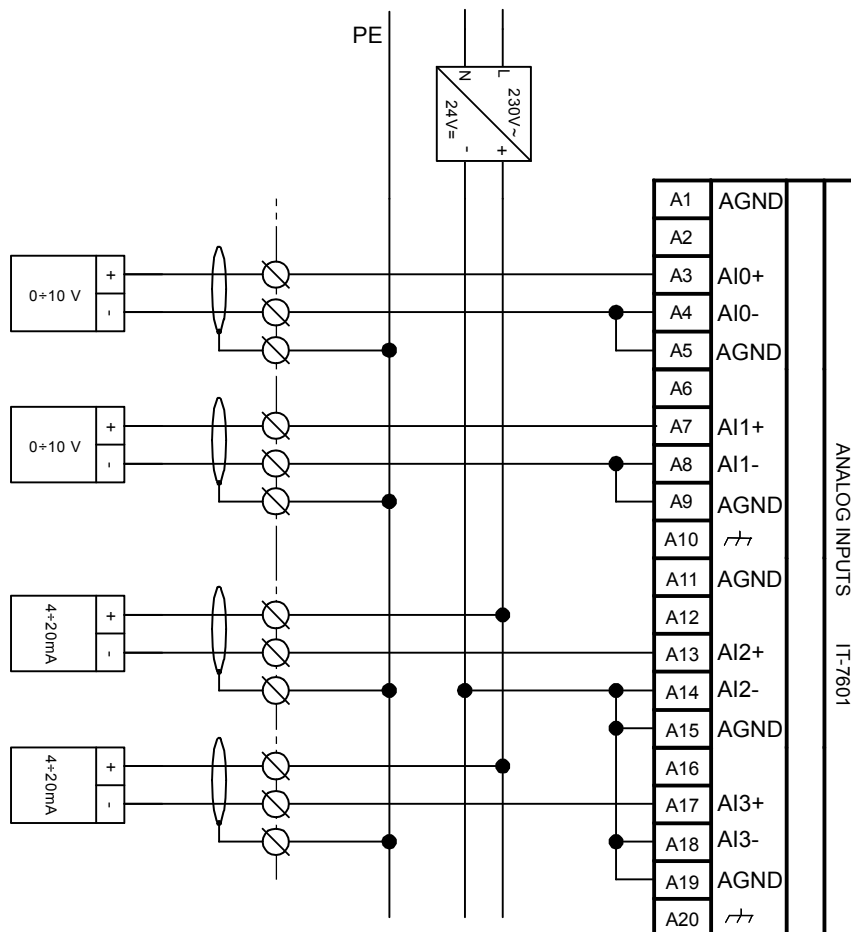 PE
N
L
230V~
24V=
-
+
A1 AGND
A2
+
0÷10 V
-
A3 AI0+
A4 AI0-
A5 AGND
A6
+
0÷10 V
-
A7 AI1+
A8 AI1-
A9 AGND
A10
A11 AGND
A12
+
4÷20mA
-
A13 AI2+
A14 AI2-
A15 AGND
A16
+
4÷20mA
-
A17 AI3+
A18 AI3-
A19 AGND
A20
ANALOG INPUTS IT-7601